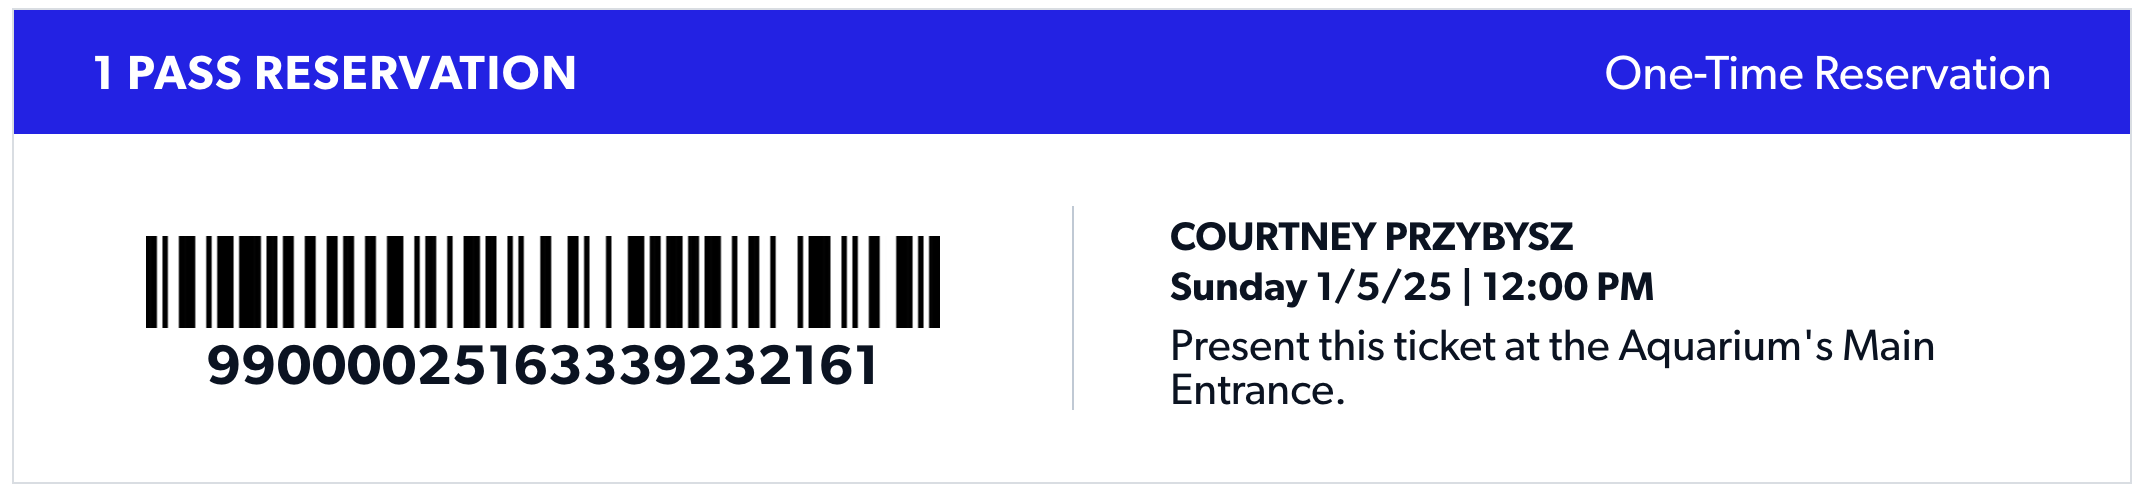 1 PASS RESERVATION
One-Time Reservation
99000025163339232161
COURTNEY PRZYBYSZ
Sunday 1/5/25 | 12:00 PM
Present this ticket at the Aquarium's Main
Entrance.